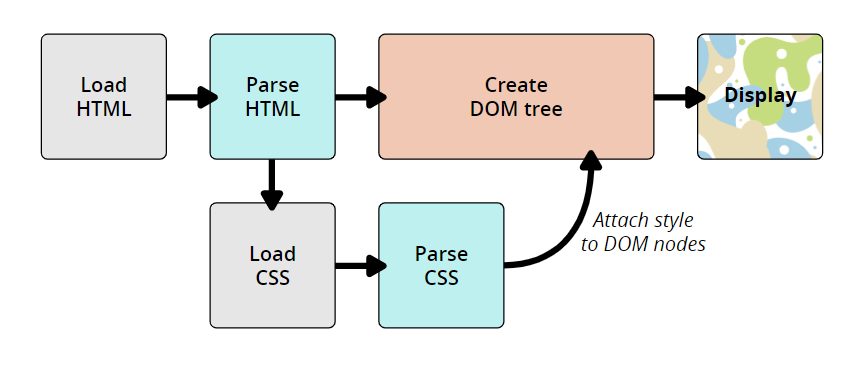 Load
HTML
Parse
HTML
Create
DOM tree
Display
Load
CSS
Parse
CSS
Attach style
to DOM nodes